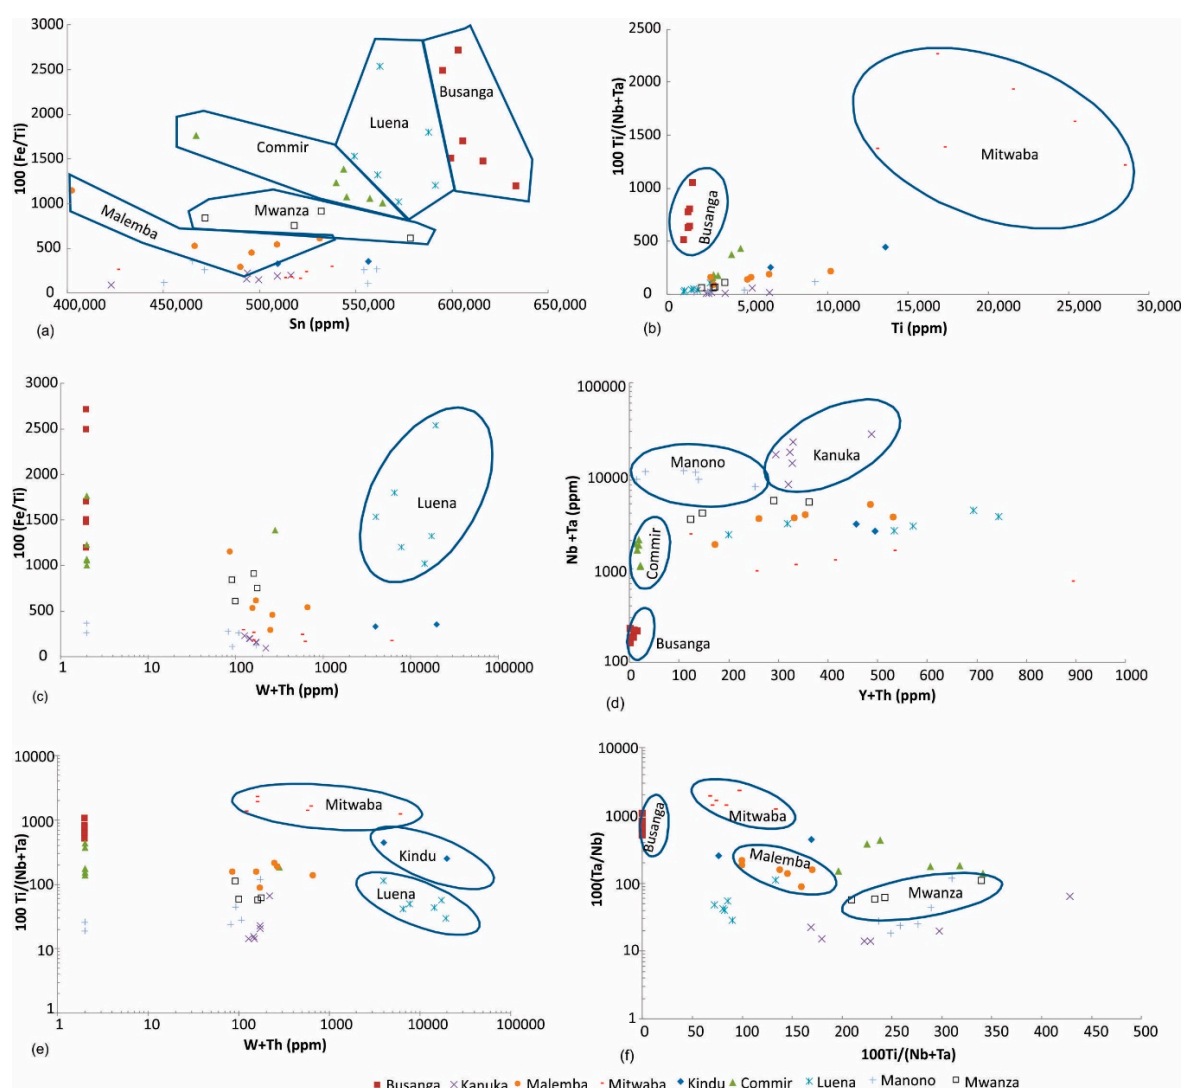 3000
2500
2000
1500
1000
500
0
100 (Fe/Ti)
Busanga
Luena
Commir
Mwanza
Malemba
400,000
450,000
500,000
550,000
600,000
650,000
Sn (ppm)
(a)
2500
2000
1500
1000
500
0
100 Ti/(Nb+Ta)
Mitwaba
Busanga
0
5,000
10,000
15,000
20,000
25,000
30,000
Ti (ppm)
(b)
3000
2500
2000
1500
1000
500
0
100 (Fe/Ti)
Luena
1
10
100
1000
10000
100000
W+Th (ppm)
(c)
100000
10000
1000
100
Nb +Ta (ppm)
Manono
Kanuka
Commir
Busanga
0
100
200
300
400
500
600
700
800
900
1000
Y+Th (ppm)
(d)
10000
1000
100
10
1
100 Ti/(Nb+Ta)
Mitwaba
Kindu
Luena
1
10
100
1000
10000
100000
W+Th (ppm)
(e)
10000
1000
100
10
1
100(Ta/Nb)
Busanga
Mitwaba
Malemba
Mwanza
0
50
100
150
200
250
300
350
400
450
500
100Ti/(Nb+Ta)
(f)
Busanga Kanuka Malemba Mitwaba Kindu Commir Luena Manono Mwanza